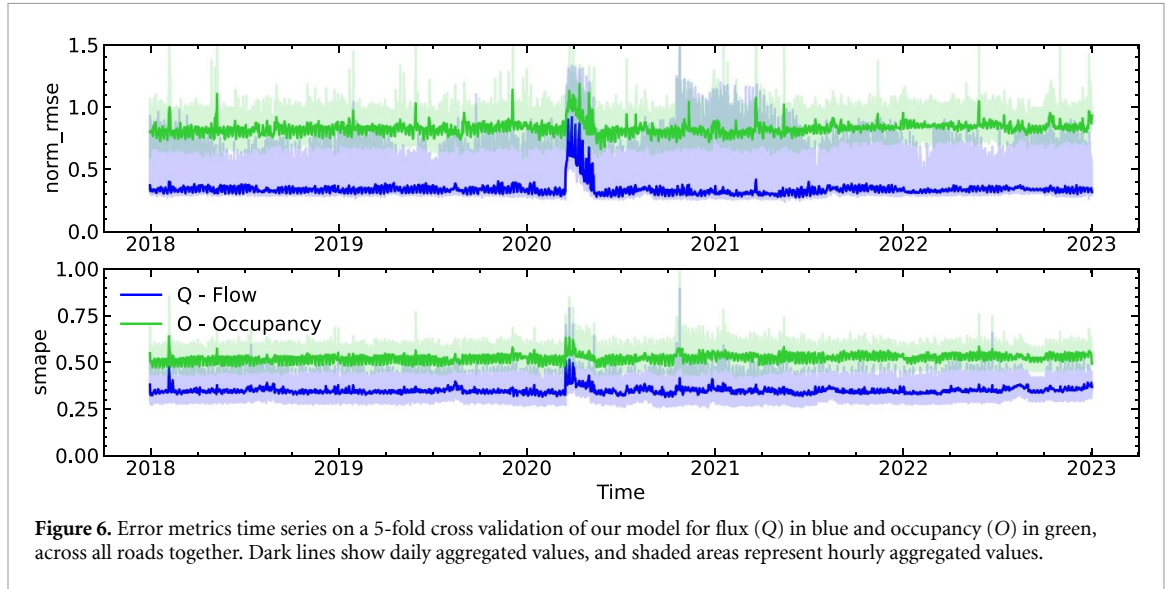 1.5
1.0
0.5
0.0
norm_rmse
2018 2019 2020 2021 2022 2023
1.00
0.75
0.50
0.25
0.00
smape
Q - Flow
O - Occupancy
2018 2019 2020 2021 2022 2023
Time
Figure 6. Error metrics time series on a 5-fold cross validation of our model for flux (Q) in blue and occupancy (O) in green,
across all roads together. Dark lines show daily aggregated values, and shaded areas represent hourly aggregated values.